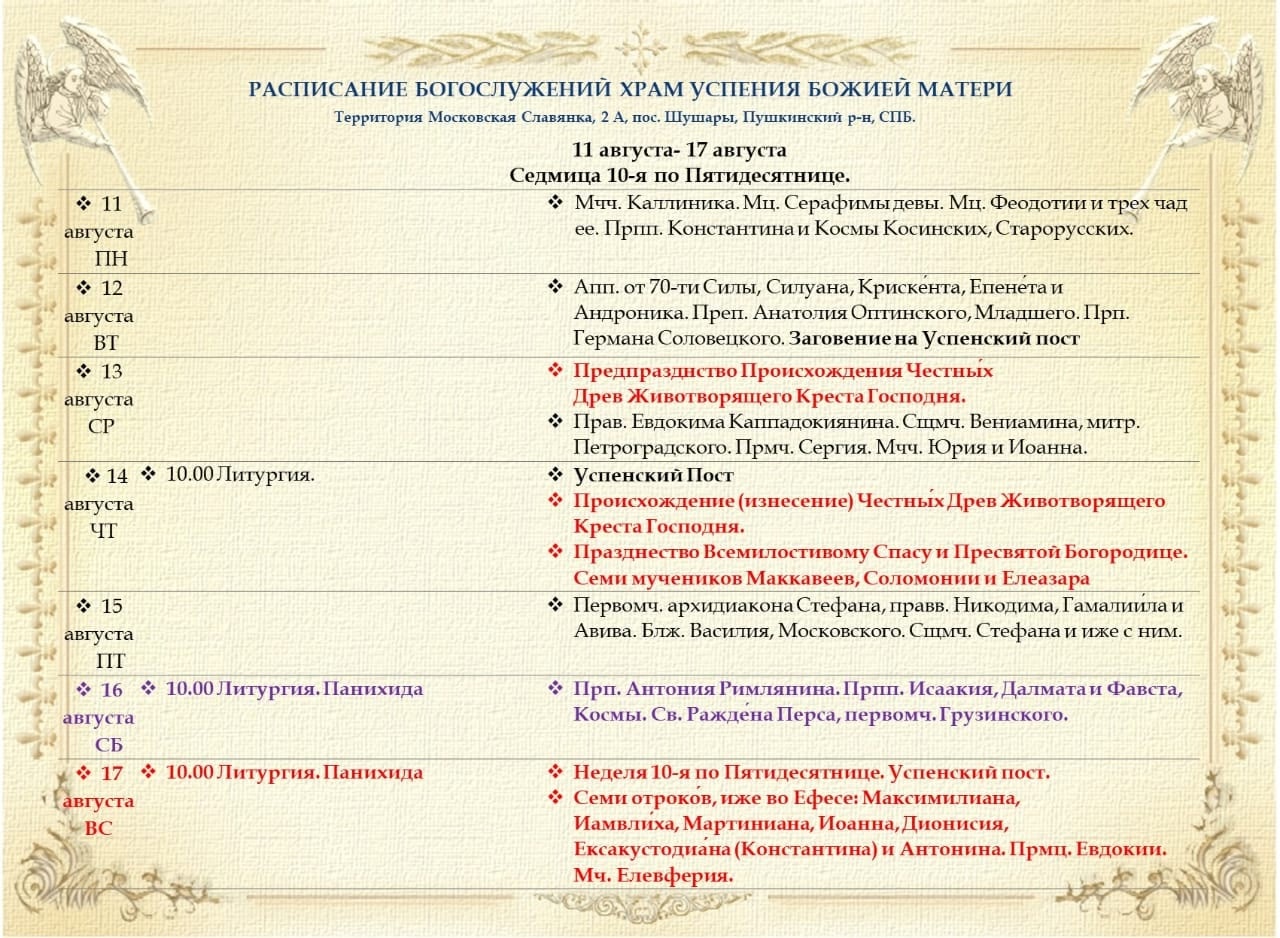 РАСПИСАНИЕ БОГОСЛУЖЕНИЙ ХРАМ УСПЕНИЯ БОЖИЕЙ МАТЕРИ
Территория Московская Славянка, 2 А, пос. Шушары, Пушкинский р-н, СПБ.
11 августа- 17 августа
Седмица 10-я по Пятидесятнице.
❖ 11
августа
ПН
❖ Мчч. Каллиника. Мц. Серафимы девы. Мц. Феодотии и трех чад
ее. Прпп. Константина и Космы Косинских, Старорусских.
❖ 12
августа
ВТ
❖ Апп. от 70-ти Силы, Силуана, Криске́нта, Епене́та и
Андроника. Преп. Анатолия Оптинского, Младшего. Прп.
Германа Соловецкого. Заговение на Успенский пост
❖ 13
августа
СР
❖ Предпразднство Происхождения Честны́х
Древ Животворящего Креста Господня.
❖ Прав. Евдокима Каппадокиянина. Сщмч. Вениамина, митр.
Петроградского. Прмч. Сергия. Мчч. Юрия и Иоанна.
❖ 14
августа
ЧТ
❖ 10.00 Литургия.
❖ Успенский Пост
❖ Происхождение (изнесение) Честны́х Древ Животворящего
Креста Господня.
❖ Празднество Всемилостивому Спасу и Пресвятой Богородице.
Семи мучеников Маккавеев, Соломонии и Елеазара
❖ 15
августа
ПТ
❖ Первомч. архидиакона Стефана, правв. Никодима, Гамалии́ла и
Авива. Блж. Василия, Московского. Сщмч. Стефана и иже с ним.
❖ 16
августа
СБ
❖ 10.00 Литургия. Панихида
❖ Прп. Антония Римлянина. Прпп. Исаакия, Далмата и Фавста,
Космы. Св. Ражде́на Перса, первомч. Грузинского.
❖ 17
августа
ВС
❖ 10.00 Литургия. Панихида
❖ Неделя 10-я по Пятидесятнице. Успенский пост.
❖ Семи отроко́в, иже во Ефесе: Максимилиана,
Иамвли́ха, Мартиниана, Иоанна, Дионисия,
Ексакустодиа́на (Константина) и Антонина. Прмц. Евдокии.
Мч. Елевферия.